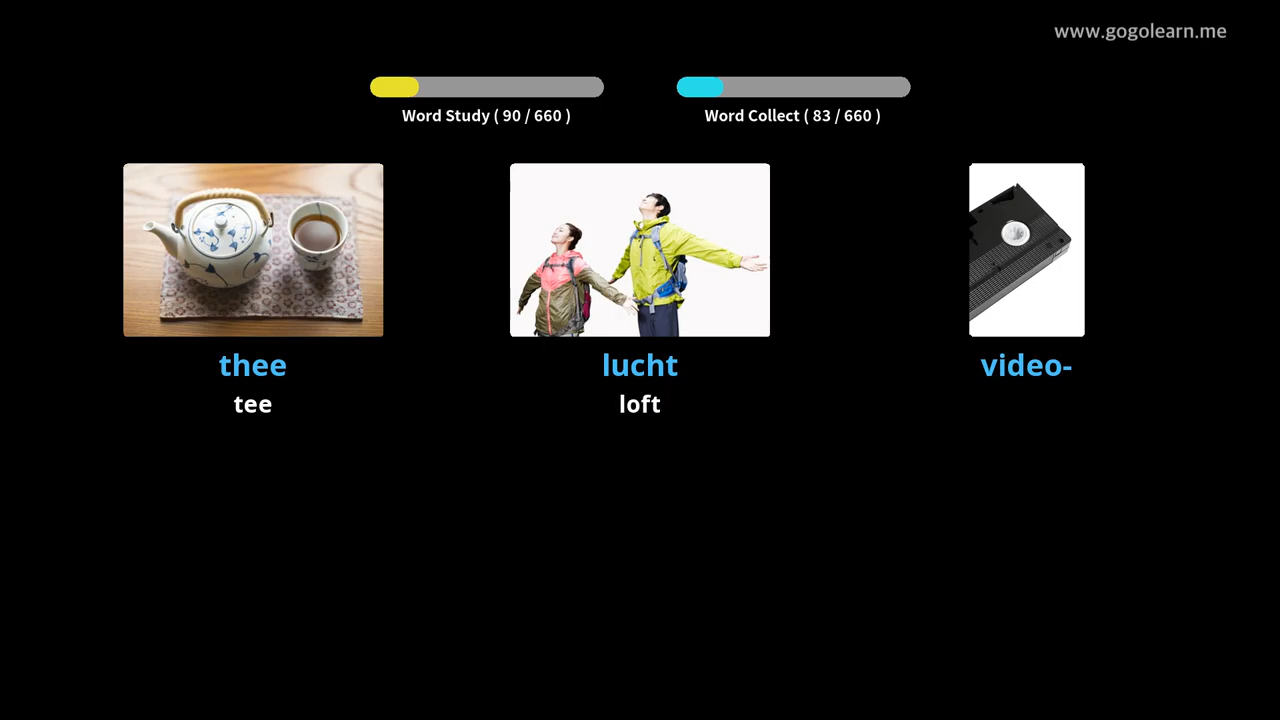 www.gogolearn.me
Word Study ( 90 / 660 )
Word Collect ( 83 / 660 )
thee
tee
lucht
loft
video-